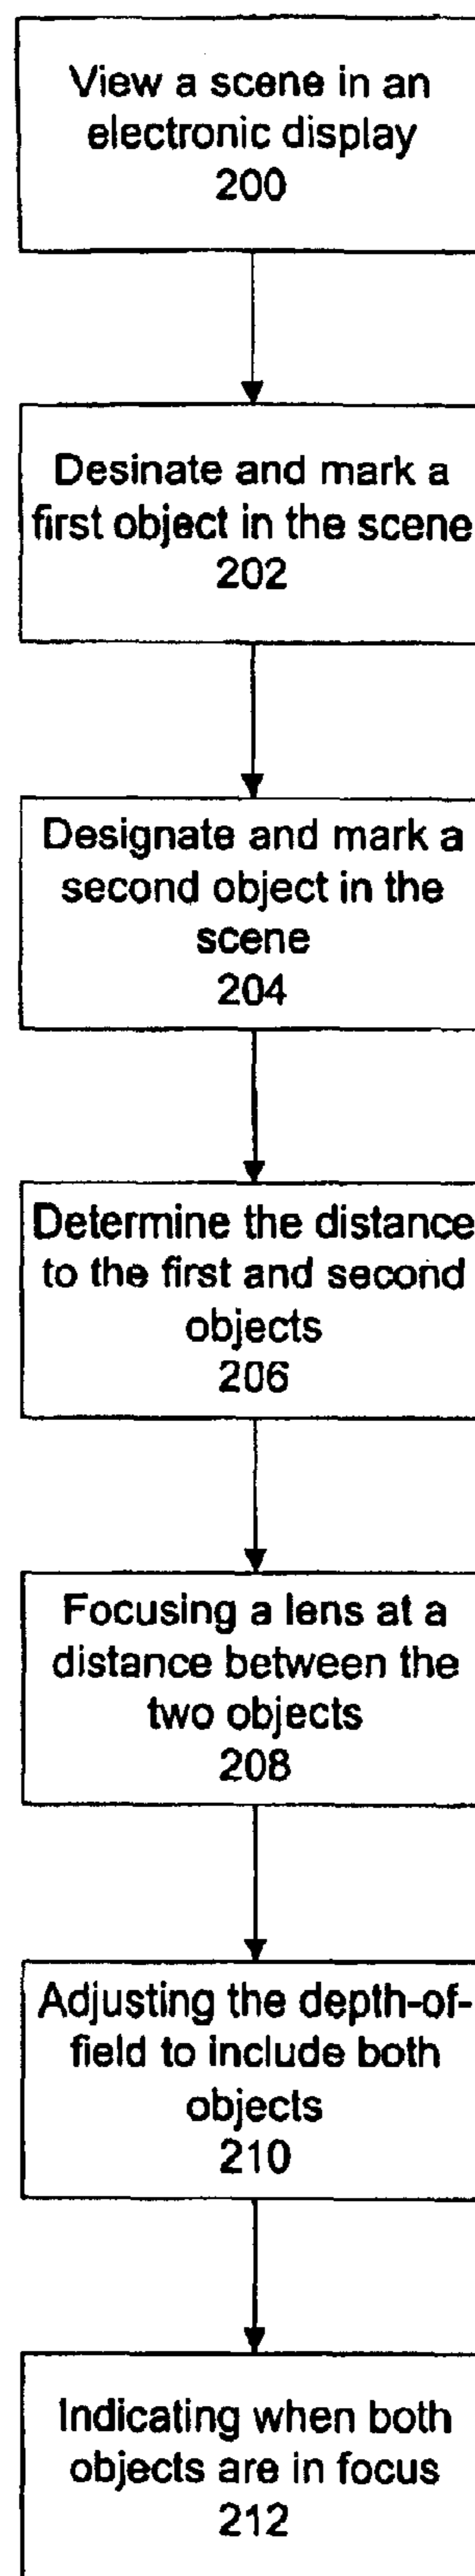 View a scene in an
electronic display
200
Desinate and mark a
first object in the scene
202
Designate and mark a
second object in the
scene
204
Determine the distance
to the first and second
objects
206
Focusing a lens at a
distance between the
two objects
208
Adjusting the depth-of-
field to include both
objects
210
Indicating when both
objects are in focus
212